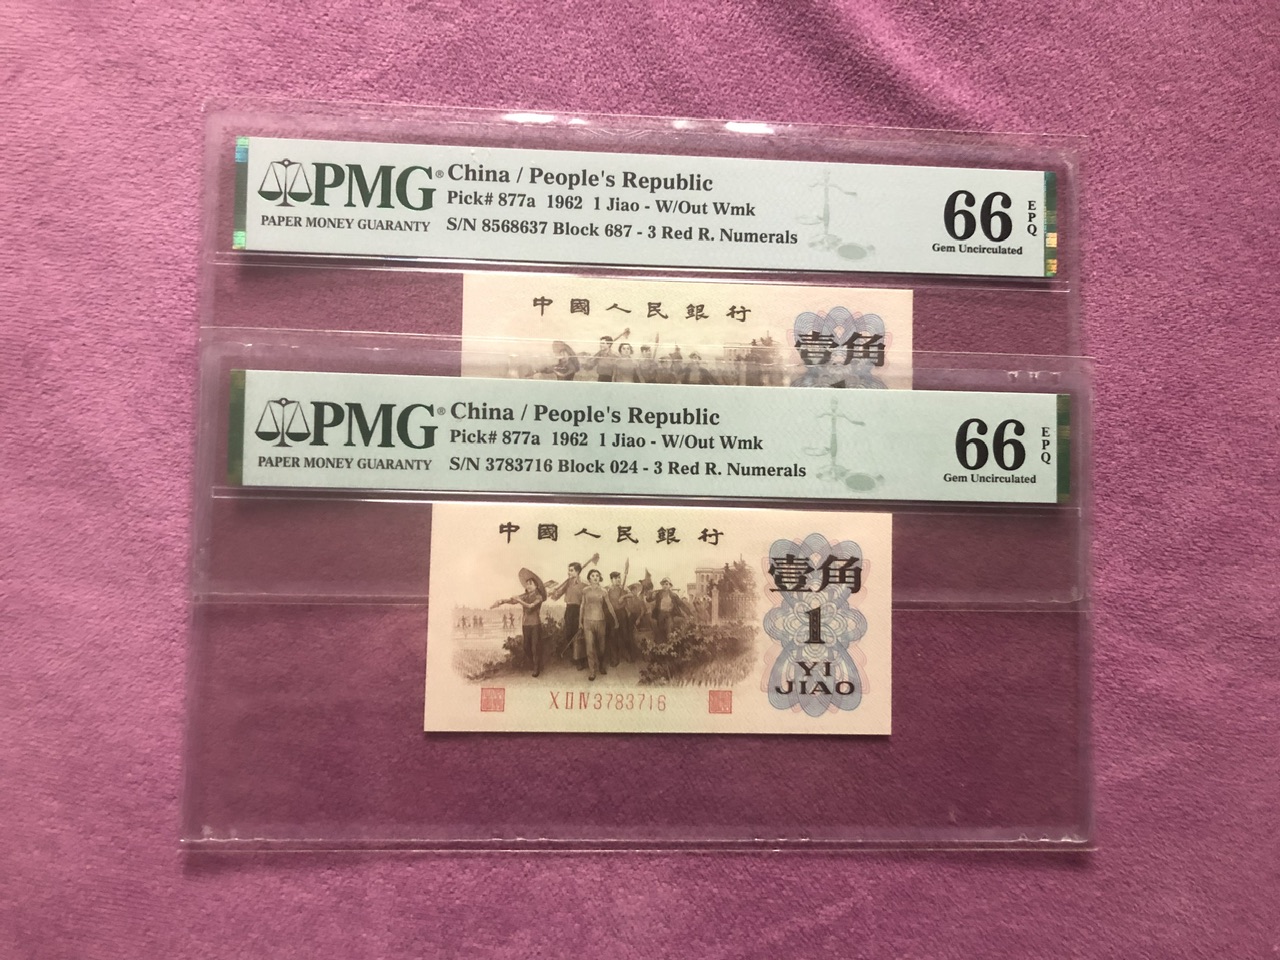 PMG® China / People's Republic
Pick# 877a 1962 1 Jiao - W/Out Wmk
PAPER MONEY GUARANTY S/N 8568637 Block 687 - 3 Red R. Numerals
66 EPQ
Gem Uncirculated
中國人民銀行
壹角
PMG® China / People's Republic
Pick# 877a 1962 1 Jiao - W/Out Wmk
PAPER MONEY GUARANTY S/N 3783716 Block 024 - 3 Red R. Numerals
66 EPQ
Gem Uncirculated
中國人民銀行
壹角
1
YI
JIAO
X II IV 3783716